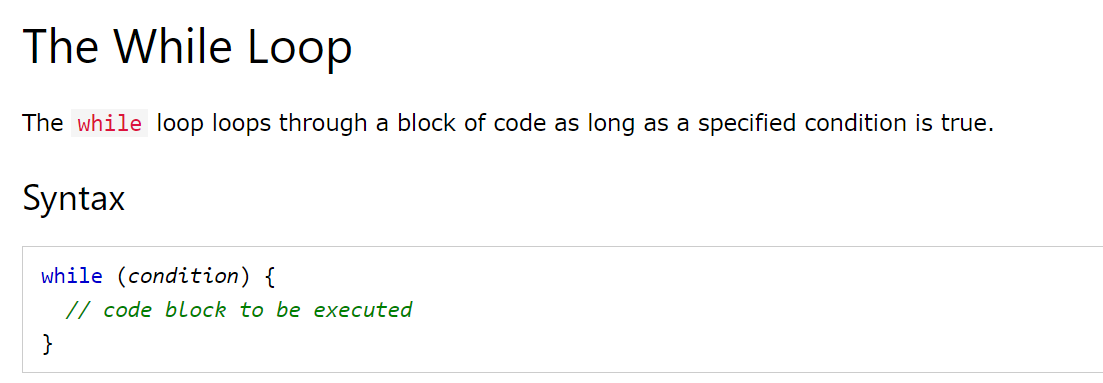 The While Loop
The while loop loops through a block of code as long as a specified condition is true.
Syntax
while (condition) {
  // code block to be executed
}